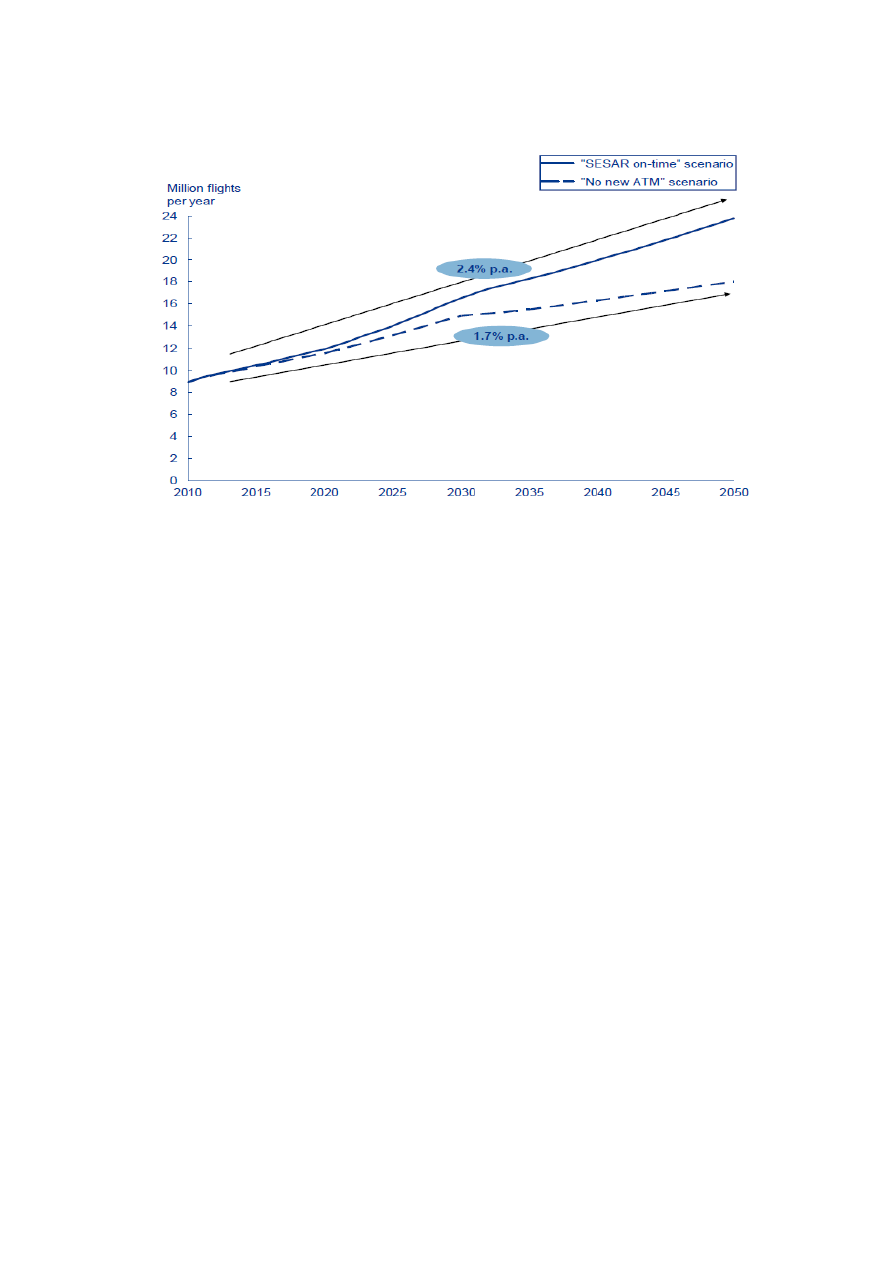 "SESAR on-time" scenario
"No new ATM" scenario
Million flights
per year
24
22
20
18
16
14
12
10
8
6
4
2
0
2.4% p.a.
1.7% p.a.
2010 2015 2020 2025 2030 2035 2040 2045 2050